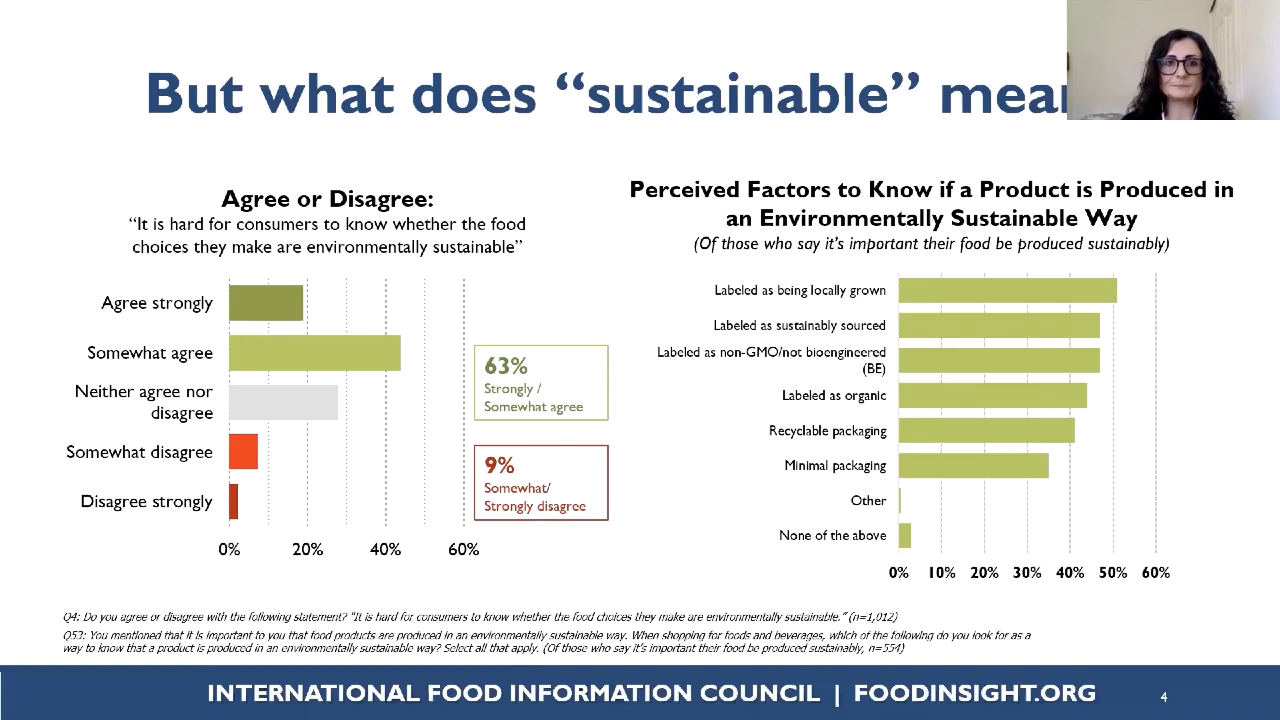 But what does “sustainable” mean
Agree or Disagree:
“It is hard for consumers to know whether the food
choices they make are environmentally sustainable”
Agree strongly
Somewhat agree
Neither agree nor
disagree
Somewhat disagree
Disagree strongly
0% 20% 40% 60%
63%
Strongly /
Somewhat agree
9%
Somewhat/
Strongly disagree
Perceived Factors to Know if a Product is Produced in
an Environmentally Sustainable Way
(Of those who say it’s important their food be produced sustainably)
Labeled as being locally grown
Labeled as sustainably sourced
Labeled as non-GMO/not bioengineered
(BE)
Labeled as organic
Recyclable packaging
Minimal packaging
Other
None of the above
0% 10% 20% 30% 40% 50% 60%
Q4: Do you agree or disagree with the following statement? “It is hard for consumers to know whether the food choices they make are environmentally sustainable.” (n=1,012)
Q53: You mentioned that it is important to you that food products are produced in an environmentally sustainable way. When shopping for foods and beverages, which of the following do you look for as a
way to know that a product is produced in an environmentally sustainable way? Select all that apply. (Of those who say it’s important their food be produced sustainably, n=554)
INTERNATIONAL FOOD INFORMATION COUNCIL | FOODINSIGHT.ORG
4